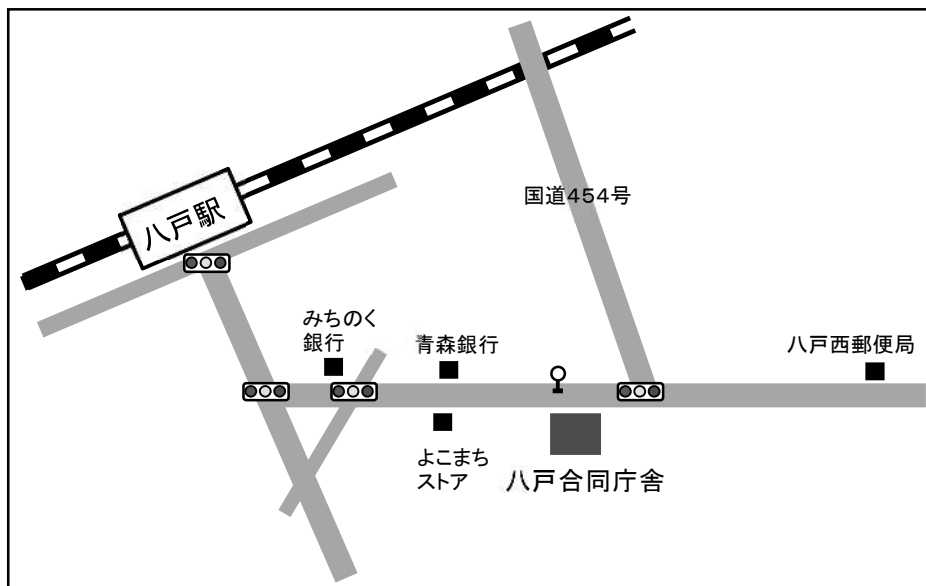 国道454号
八戸駅
みちのく
銀行
青森銀行
八戸西郵便局
よこまち
ストア
八戸合同庁舎